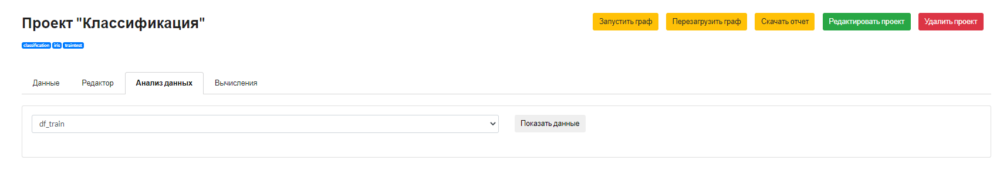 Проект "Классификация"
Запустить граф Перезагрузить граф Скачать отчет Редактировать проект Удалить проект
classification iris traintest
Данные Редактор Анализ данных Вычисления
df_train Показать данные